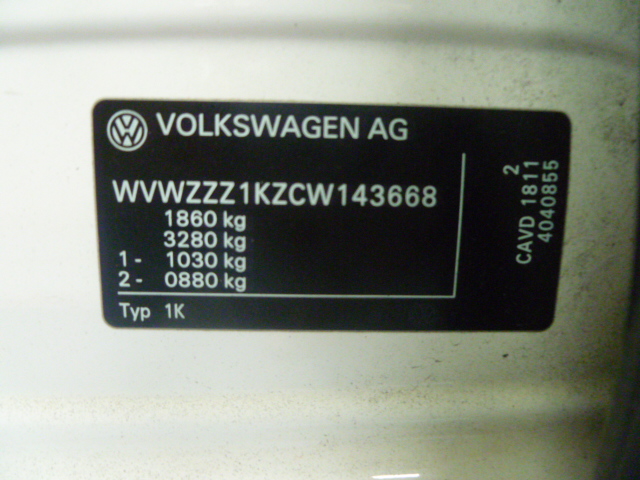 VOLKSWAGEN AG
WVWZZZ1KZCW143668
1860 kg
3280 kg
1 - 1030 kg
2 - 0880 kg
Typ 1K
2
CAVD 1811
4040855